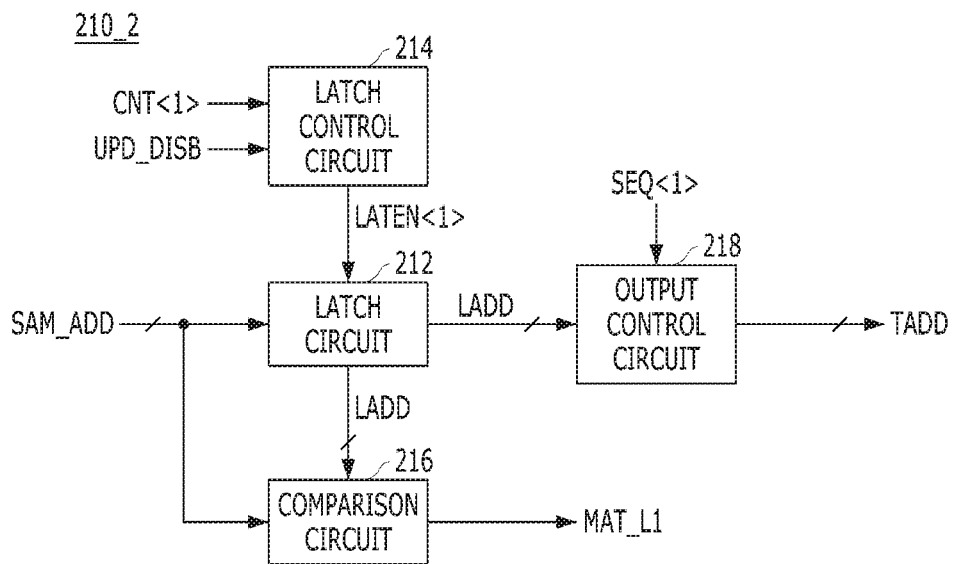 210_2
214
LATCH
CONTROL
CIRCUIT
CNT<1>
UPD_DISB
LATEN<1>
SEQ<1>
212
LATCH
CIRCUIT
218
OUTPUT
CONTROL
CIRCUIT
SAM_ADD
LADD
TADD
LADD
216
COMPARISON
CIRCUIT
MAT_L1